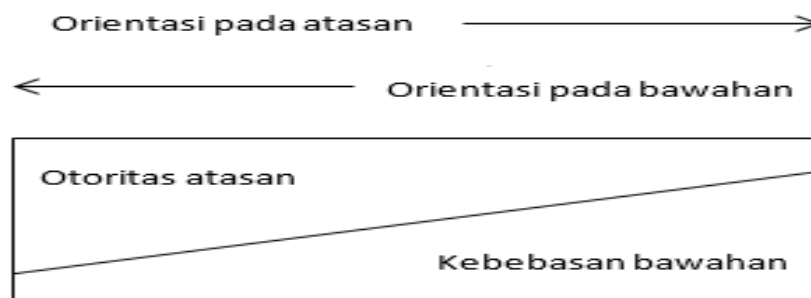 Orientasi pada atasan
Orientasi pada bawahan
Otoritas atasan
Kebebasan bawahan